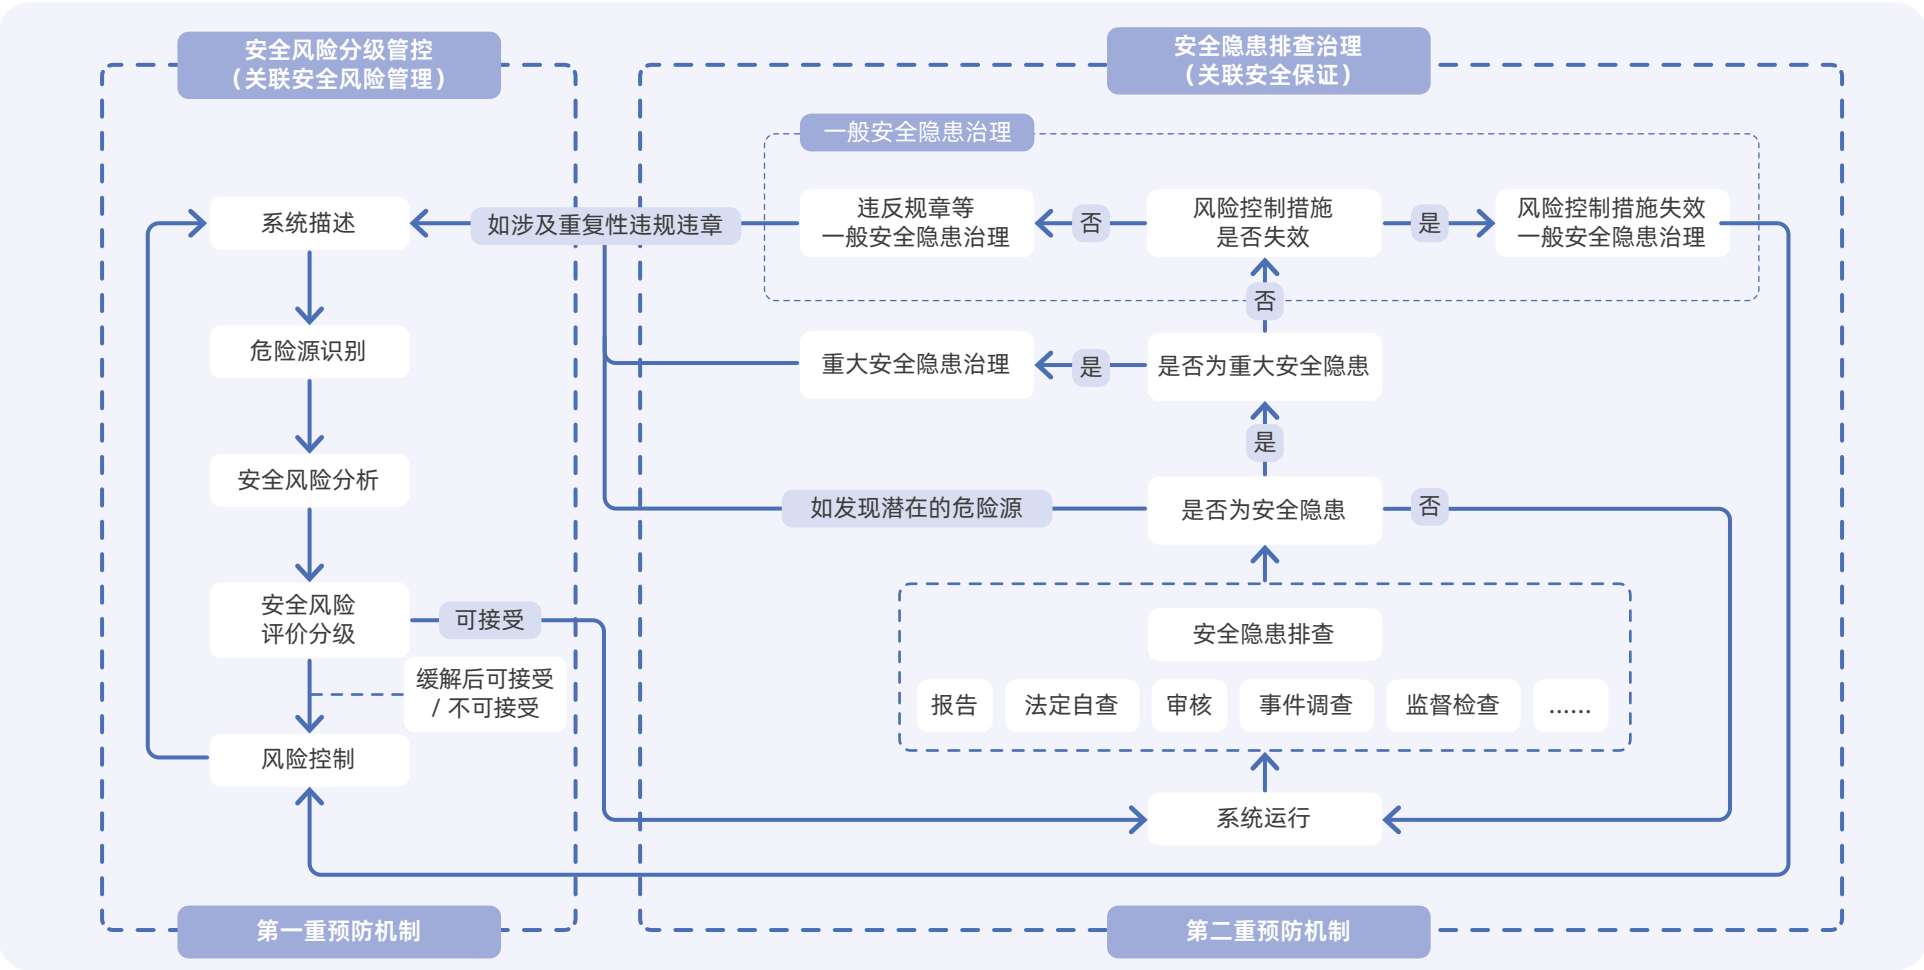 安全风险分级管控
（关联安全风险管理）
系统描述
危险源识别
安全风险分析
安全风险
评价分级
可接受
缓解后可接受
/ 不可接受
风险控制
第一重预防机制
安全隐患排查治理
（关联安全保证）
一般安全隐患治理
如涉及重复性违规违章
违反规章等
一般安全隐患治理
否
风险控制措施
是否失效
是
风险控制措施失效
一般安全隐患治理
否
重大安全隐患治理
是
是否为重大安全隐患
是
如发现潜在的危险源
是否为安全隐患
否
安全隐患排查
报告
法定自查
审核
事件调查
监督检查
......
系统运行
第二重预防机制